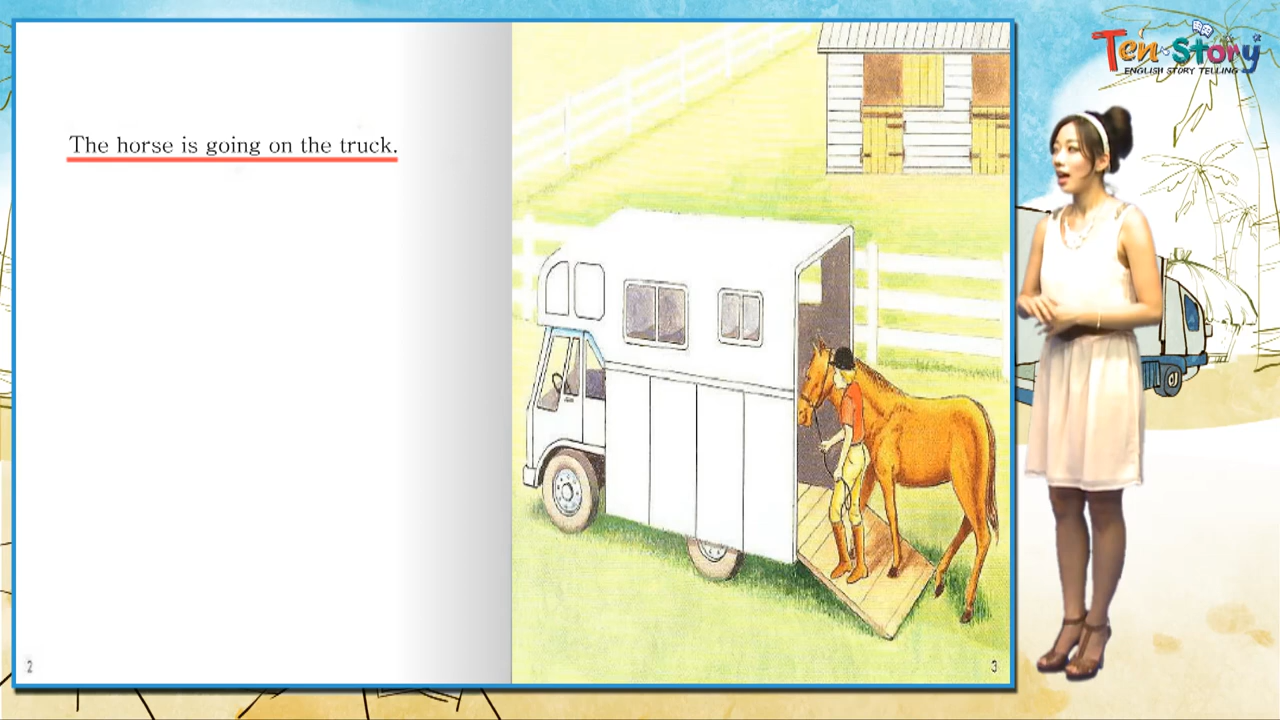 The horse is going on the truck.
2
3
Ten Story
ENGLISH STORY TELLING